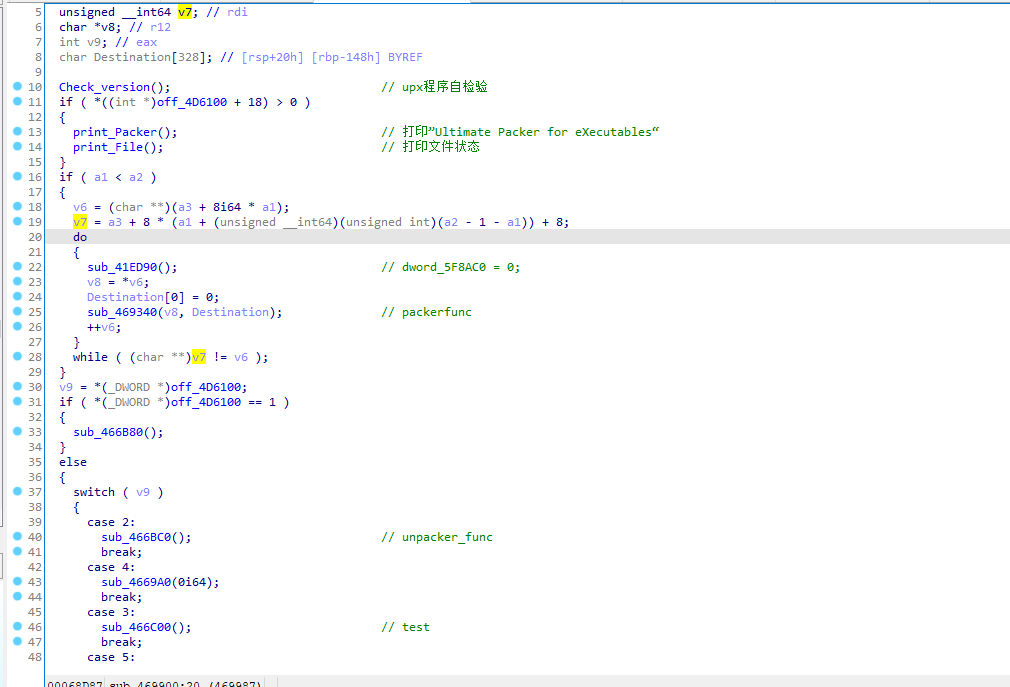 5 unsigned __int64 v7; // rdi
6 char *v8; // r12
7 int v9; // eax
8 char Destination[328]; // [rsp+20h] [rbp-148h] BYREF
9
10 Check_version(); // upx程序自检验
11 if ( *((int *)off_4D6100 + 18) > 0 )
12 {
13 print_Packer(); // 打印”Ultimate Packer for eXecutables“
14 print_File(); // 打印文件状态
15 }
16 if ( a1 < a2 )
17 {
18 v6 = (char **)(a3 + 8i64 * a1);
19 v7 = a3 + 8 * (a1 + (unsigned __int64)(unsigned int)(a2 - 1 - a1)) + 8;
20 do
21 {
22 sub_41ED90(); // dword_5F8AC0 = 0;
23 v8 = *v6;
24 Destination[0] = 0;
25 sub_469340(v8, Destination); // packerfunc
26 ++v6;
27 }
28 while ( (char **)v7 != v6 );
29 }
30 v9 = *(_DWORD *)off_4D6100;
31 if ( *(_DWORD *)off_4D6100 == 1 )
32 {
33 sub_466B80();
34 }
35 else
36 {
37 switch ( v9 )
38 {
39 case 2:
40 sub_466BC0(); // unpacker_func
41 break;
42 case 4:
43 sub_4669A0(0i64);
44 break;
45 case 3:
46 sub_466C00(); // test
47 break;
48 case 5:
00068D87 sub_469900:20 (469987)